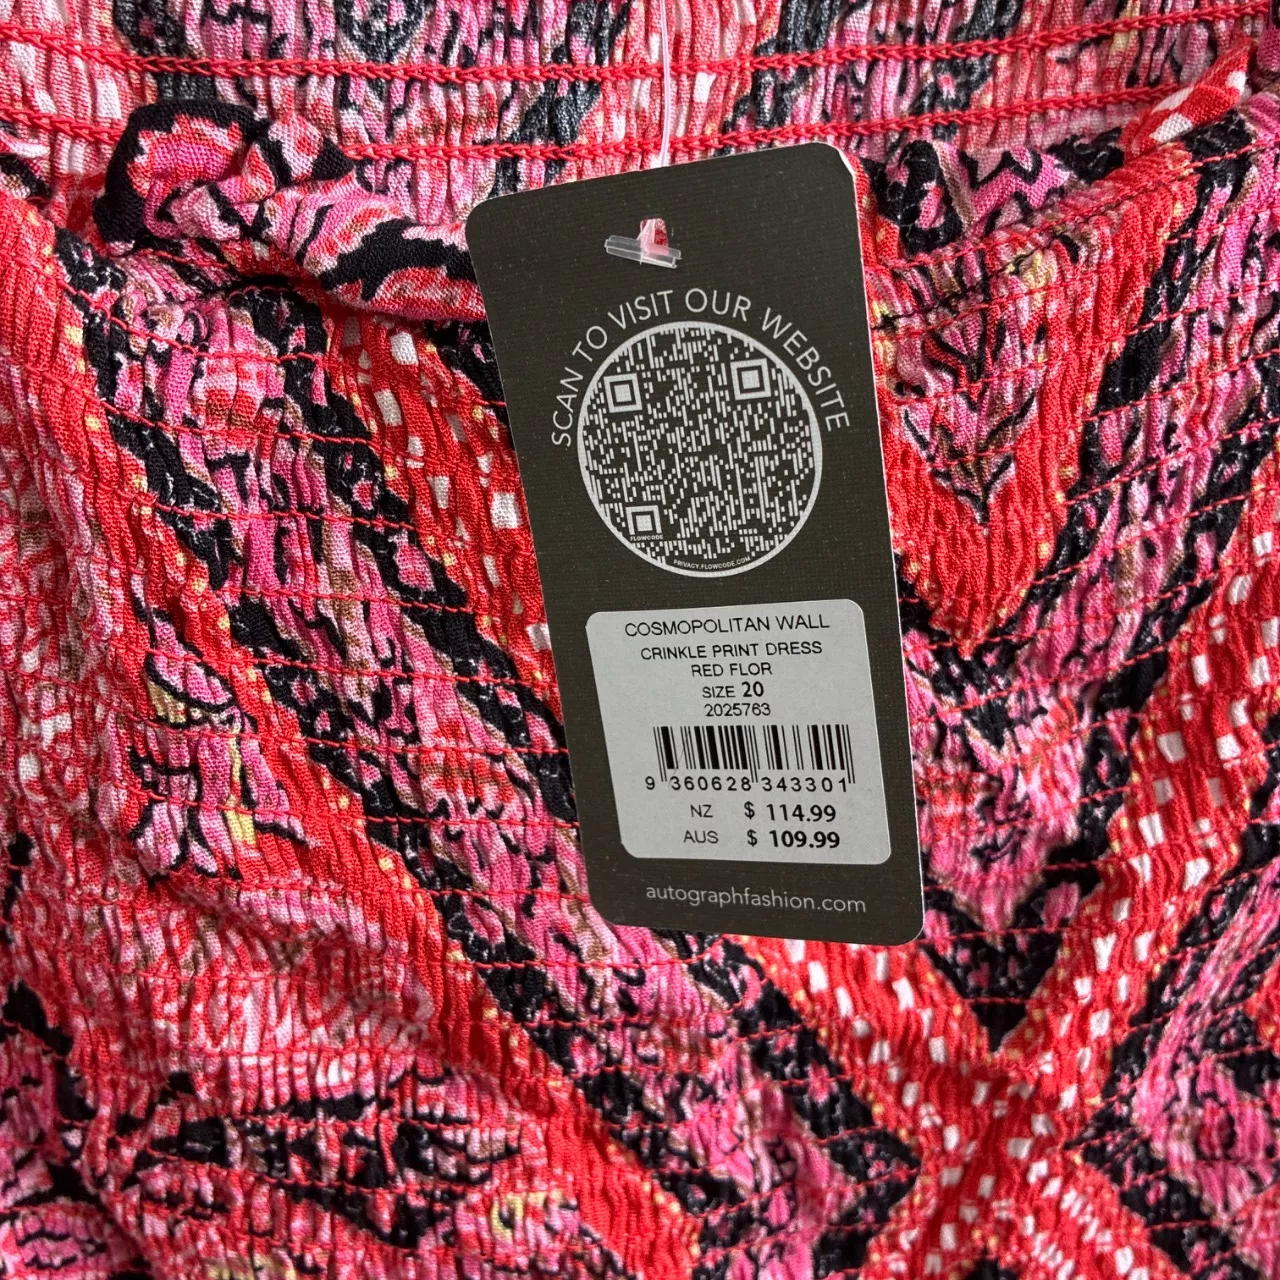 SCAN TO VISIT OUR WEBSITE
FLOWCODE
PRIVACY.FLOWCODE.COM
COSMOPOLITAN WALL
CRINKLE PRINT DRESS
RED FLOR
SIZE 20
2025763
9 360628 343301
NZ $ 114.99
AUS $ 109.99
autographfashion.com